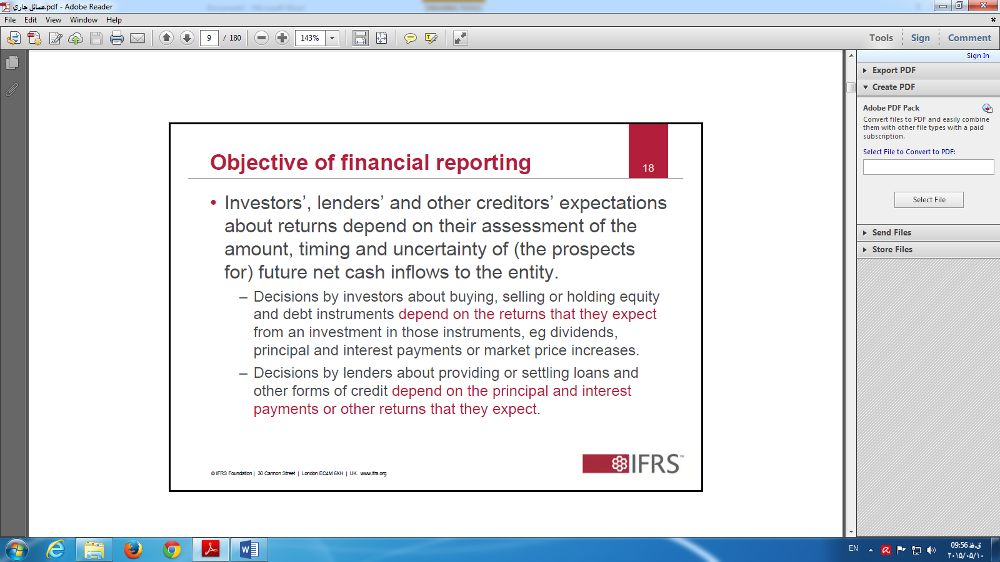 مسائل جاري.pdf - Adobe Reader
File Edit View Window Help
9 / 180 143% Tools Sign Comment
Sign In
Export PDF
Create PDF
Adobe PDF Pack
Convert files to PDF and easily combine
them with other file types with a paid
subscription.
Select File to Convert to PDF:
Select File
Send Files
Store Files
Objective of financial reporting
18
• Investors’, lenders’ and other creditors’ expectations
about returns depend on their assessment of the
amount, timing and uncertainty of (the prospects
for) future net cash inflows to the entity.
– Decisions by investors about buying, selling or holding equity
and debt instruments depend on the returns that they expect
from an investment in those instruments, eg dividends,
principal and interest payments or market price increases.
– Decisions by lenders about providing or settling loans and
other forms of credit depend on the principal and interest
payments or other returns that they expect.
IFRS™
© IFRS Foundation | 30 Cannon Street | London EC4M 6XH | UK. www.ifrs.org
EN
09:56 ق.ظ
۲۰۱۵/۰۵/۱۰